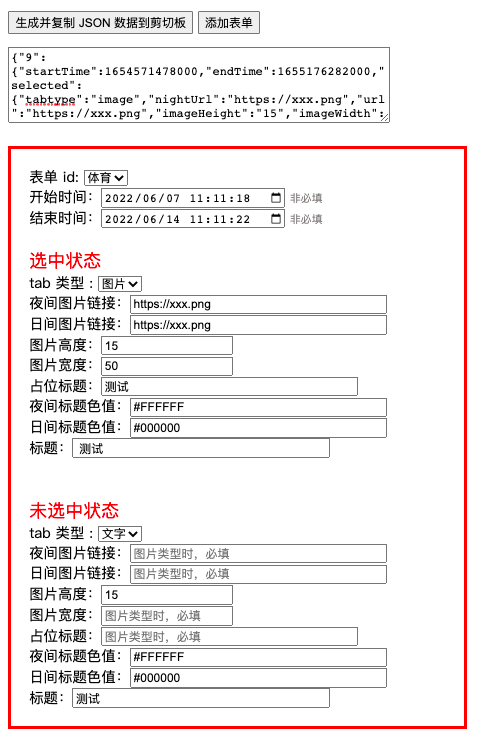 生成并复制 JSON 数据到剪切板 添加表单
{"9":
{"startTime":1654571478000,"endTime":1655176282000,"
selected":
{"tabtype":"image","nightUrl":"https://xxx.png","url
":"https://xxx.png","imageHeight":"15","imageWidth":
表单 id: 体育
开始时间: 2022/06/07 11:11:18 非必填
结束时间: 2022/06/14 11:11:22 非必填
选中状态
tab 类型 : 图片
夜间图片链接: https://xxx.png
日间图片链接: https://xxx.png
图片高度: 15
图片宽度: 50
占位标题: 测试
夜间标题色值: #FFFFFF
日间标题色值: #000000
标题: 测试
未选中状态
tab 类型 : 文字
夜间图片链接: 图片类型时，必填
日间图片链接: 图片类型时，必填
图片高度: 15
图片宽度: 图片类型时，必填
占位标题: 图片类型时，必填
夜间标题色值: #FFFFFF
日间标题色值: #000000
标题: 测试